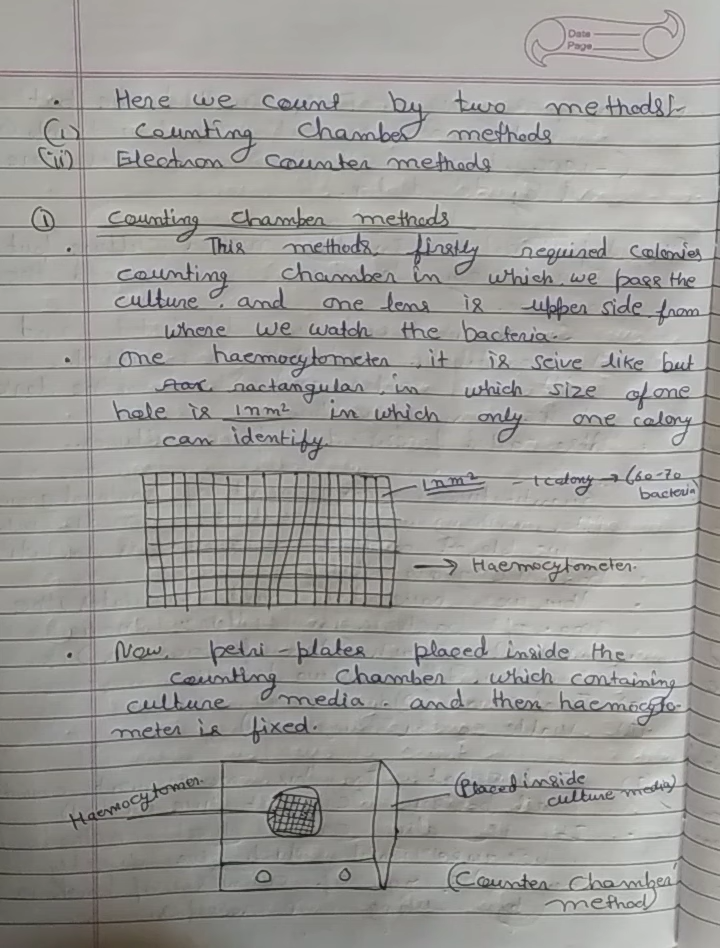 Date
Page
• Here we count by two methods:-
(i) Counting Chamber methods
(ii) Electron counter methods
① Counting Chamber methods
• This methods, firstly required colonies
counting chamber in which we pass the
culture. and one lens is upper side from
where we watch the bacteria.
• One haemocytometer, it is seive like but
ractangular, in which size of one
hole is 1nm² in which only one colony
can identify.
1nm² - 1 colony → (60-70
bacteria)
→ Haemocytometer.
• Now, petri-plates placed inside the
counting chamber, which containing
culture media. and then haemocyto-
meter is fixed.
Haemocytomer.
(Placed inside
culture media)
(Counter Chamber
method)